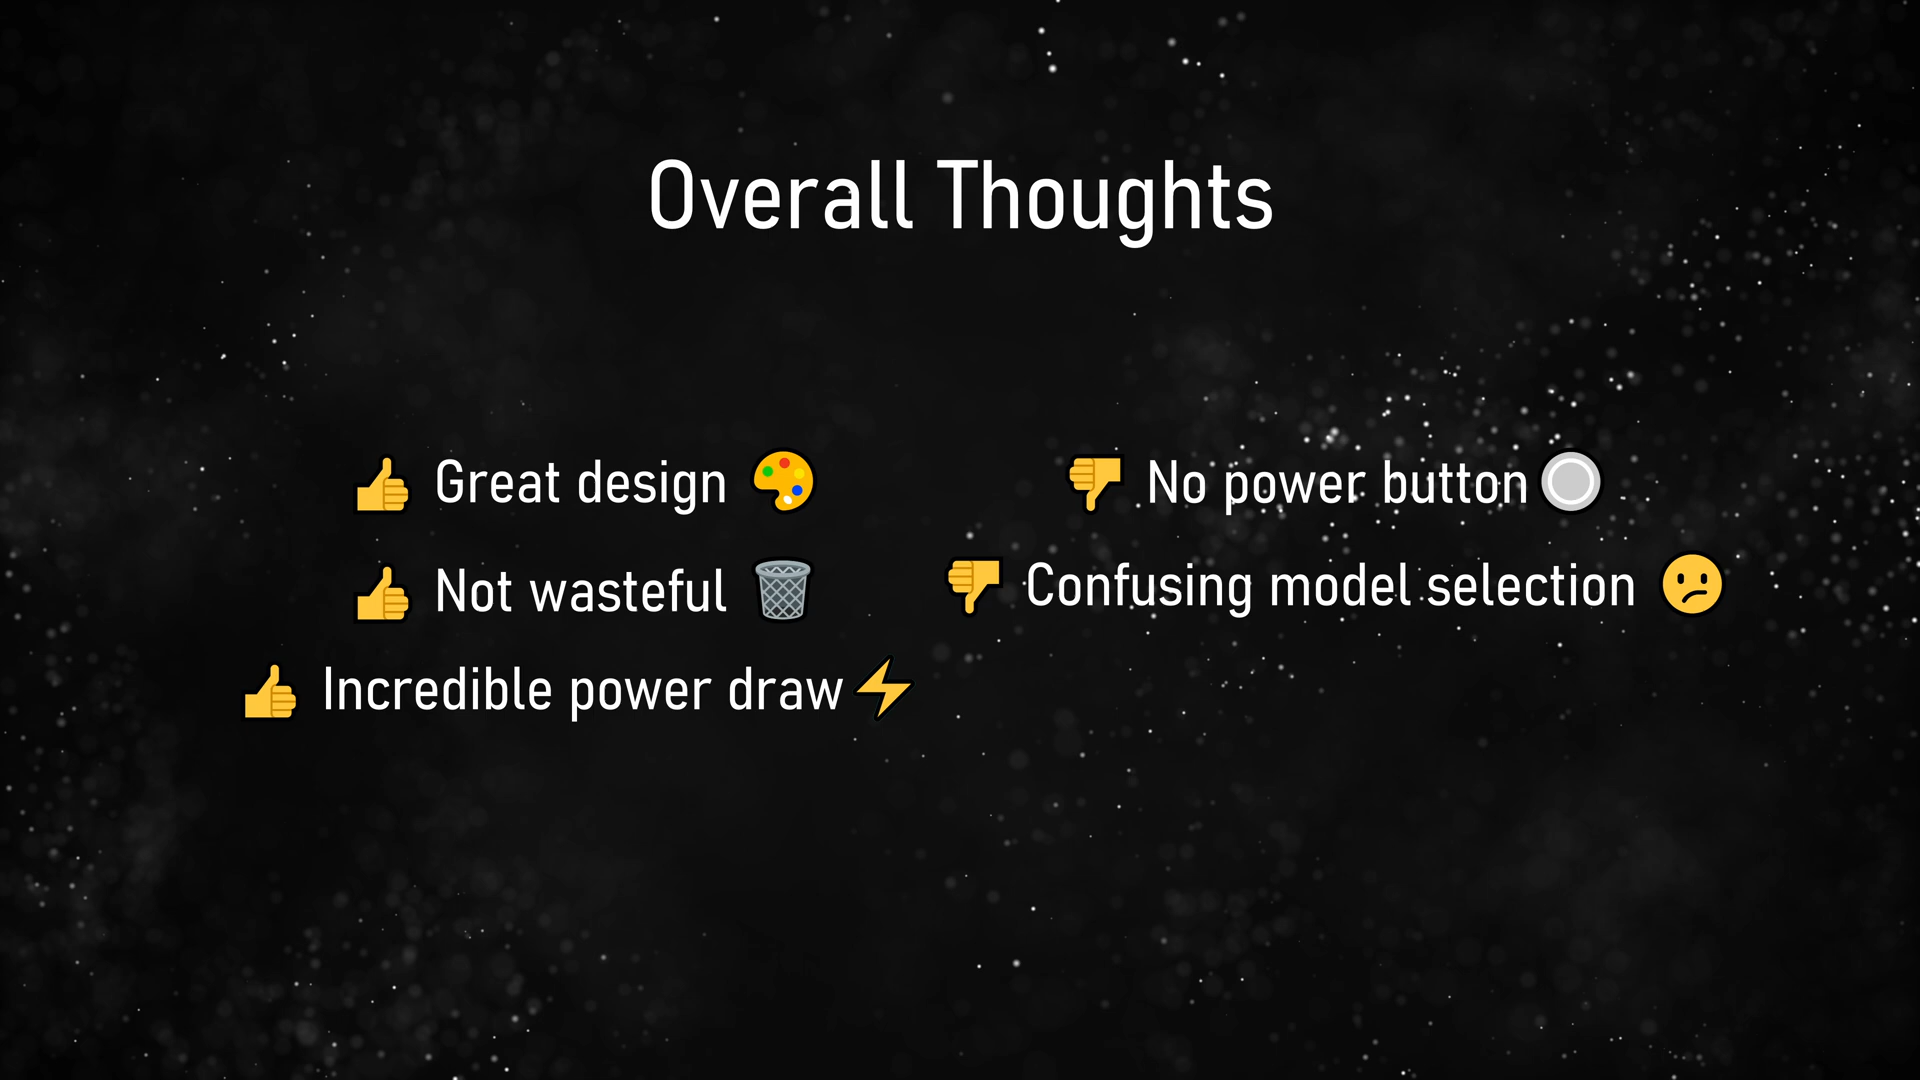 Overall Thoughts
👍 Great design 🎨
👍 Not wasteful 🗑️
👍 Incredible power draw⚡
👎 No power button⚪
👎 Confusing model selection 😕